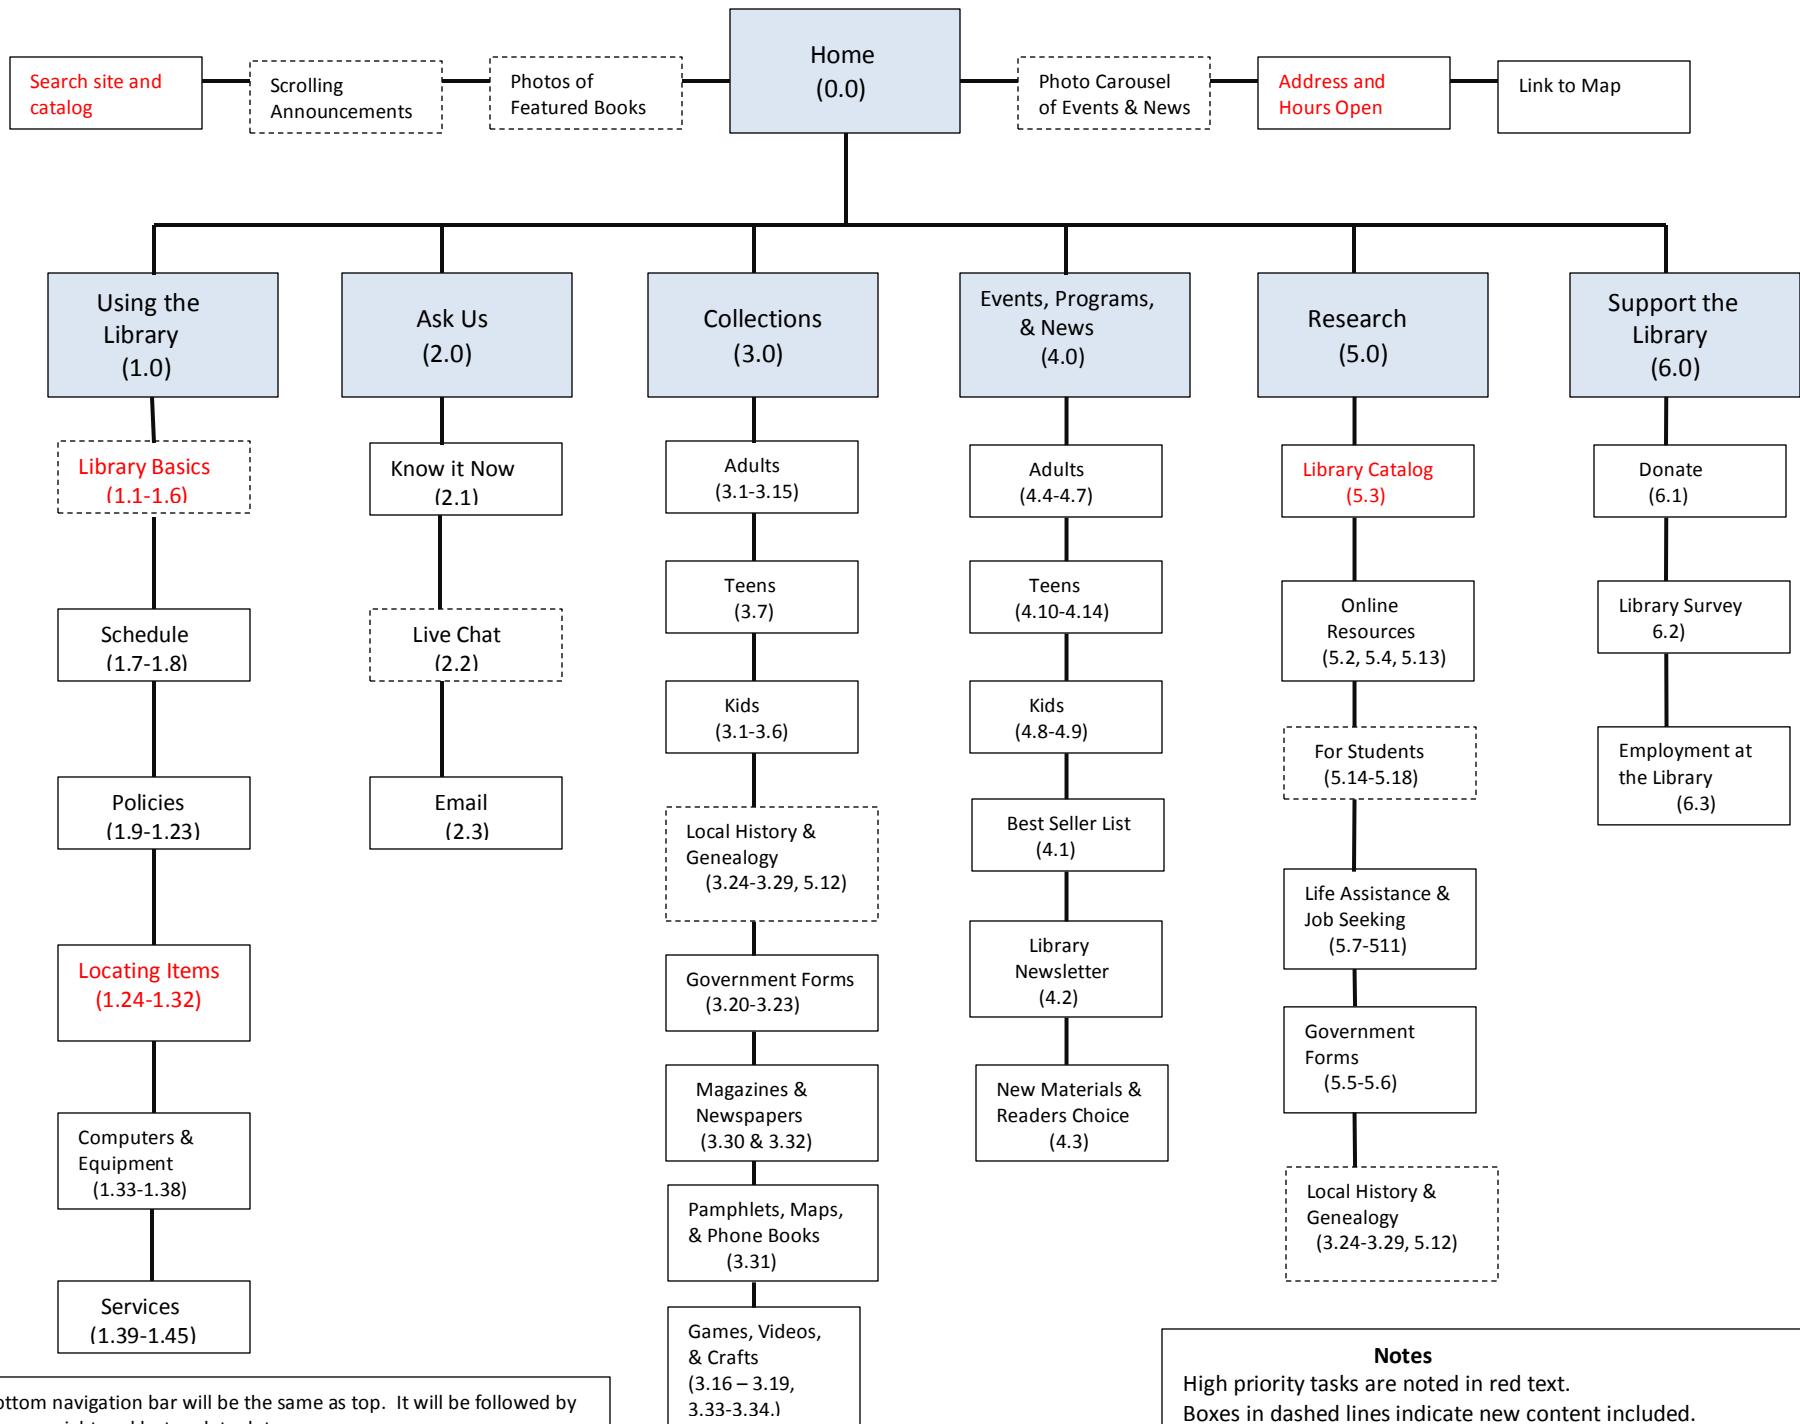 Home
(0.0)
Search site and
catalog
Scrolling
Announcements
Photos of
Featured Books
Photo Carousel
of Events & News
Address and
Hours Open
Link to Map
Using the
Library
(1.0)
Library Basics
(1.1-1.6)
Schedule
(1.7-1.8)
Policies
(1.9-1.23)
Locating Items
(1.24-1.32)
Computers &
Equipment
(1.33-1.38)
Services
(1.39-1.45)
Ask Us
(2.0)
Know it Now
(2.1)
Live Chat
(2.2)
Email
(2.3)
Collections
(3.0)
Adults
(3.1-3.15)
Teens
(3.7)
Kids
(3.1-3.6)
Local History &
Genealogy
(3.24-3.29, 5.12)
Government Forms
(3.20-3.23)
Magazines &
Newspapers
(3.30 & 3.32)
Pamphlets, Maps,
& Phone Books
(3.31)
Games, Videos,
& Crafts
(3.16 – 3.19,
3.33-3.34.)
Events, Programs,
& News
(4.0)
Adults
(4.4-4.7)
Teens
(4.10-4.14)
Kids
(4.8-4.9)
Best Seller List
(4.1)
Library
Newsletter
(4.2)
New Materials &
Readers Choice
(4.3)
Research
(5.0)
Library Catalog
(5.3)
Online
Resources
(5.2, 5.4, 5.13)
For Students
(5.14-5.18)
Life Assistance &
Job Seeking
(5.7-511)
Government
Forms
(5.5-5.6)
Local History &
Genealogy
(3.24-3.29, 5.12)
Support the
Library
(6.0)
Donate
(6.1)
Library Survey
6.2)
Employment at
the Library
(6.3)
ottom navigation bar will be the same as top. It will be followed by
Notes
High priority tasks are noted in red text.
Boxes in dashed lines indicate new content included.